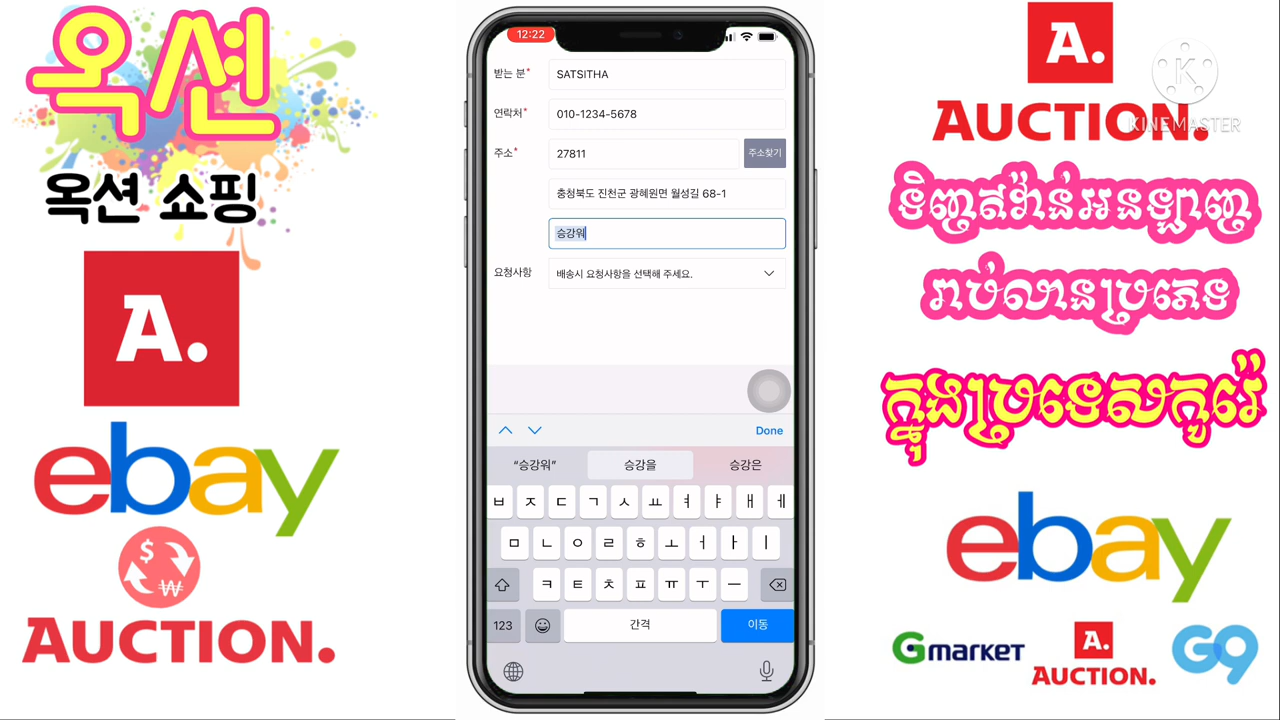 옥션
옥션 쇼핑
A.
ebay
$
₩
AUCTION.
12:22
받는 분*
SATSITHA
연락처*
010-1234-5678
주소*
27811
주소찾기
충청북도 진천군 광혜원면 월성길 68-1
승강워
요청사항
배송시 요청사항을 선택해 주세요.
Done
“승강워”
승강을
승강은
ㅂ ㅈ ㄷ ㄱ ㅅ ㅛ ㅕ ㅑ ㅐ ㅔ
ㅁ ㄴ ㅇ ㄹ ㅎ ㅗ ㅓ ㅏ ㅣ
ㅋ ㅌ ㅊ ㅍ ㅠ ㅜ ㅡ
123
간격
이동
A.
AUCTION.
K
KINEMASTER
ទិញឥវ៉ាន់អនឡាញ
រាប់លានប្រភេទ
ក្នុងប្រទេសកូរ៉េ
ebay
Gmarket
A.
AUCTION.
G9